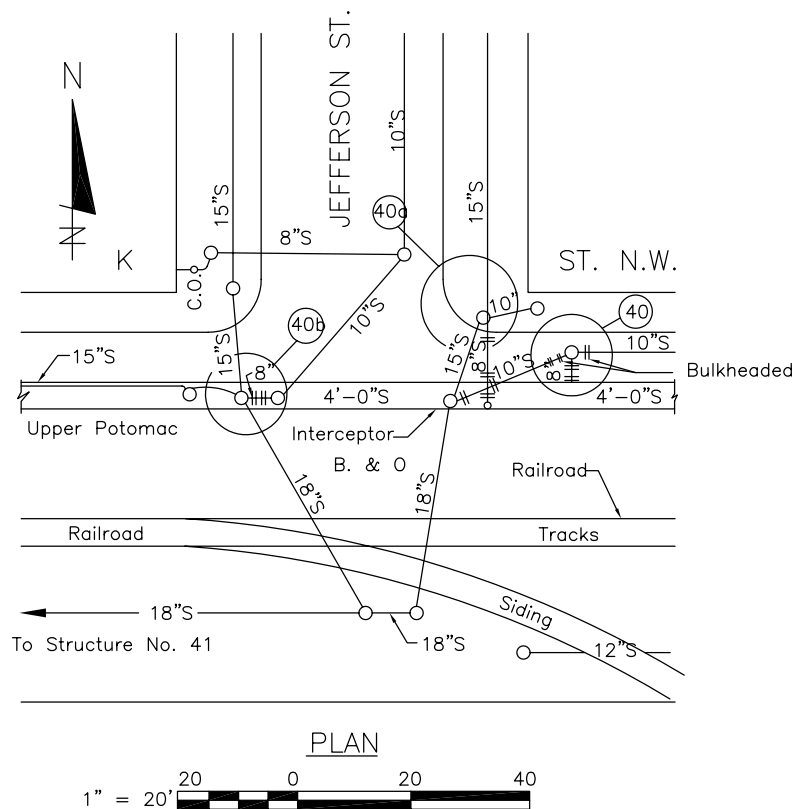 N
JEFFERSON ST.
10"S
15"S
15"S
40a
8"S
K
ST. N.W.
C.O.
40b
10"S
10"
40
15"S
15"S
8"S
10"S
15"S
8"
10"S
8"
Bulkheaded
4'-0"S
4'-0"S
Upper Potomac
Interceptor
B. & O
Railroad
18"S
18"S
Railroad
Tracks
Siding
18"S
To Structure No. 41
18"S
12"S
PLAN
1" = 20'
20 0 20 40